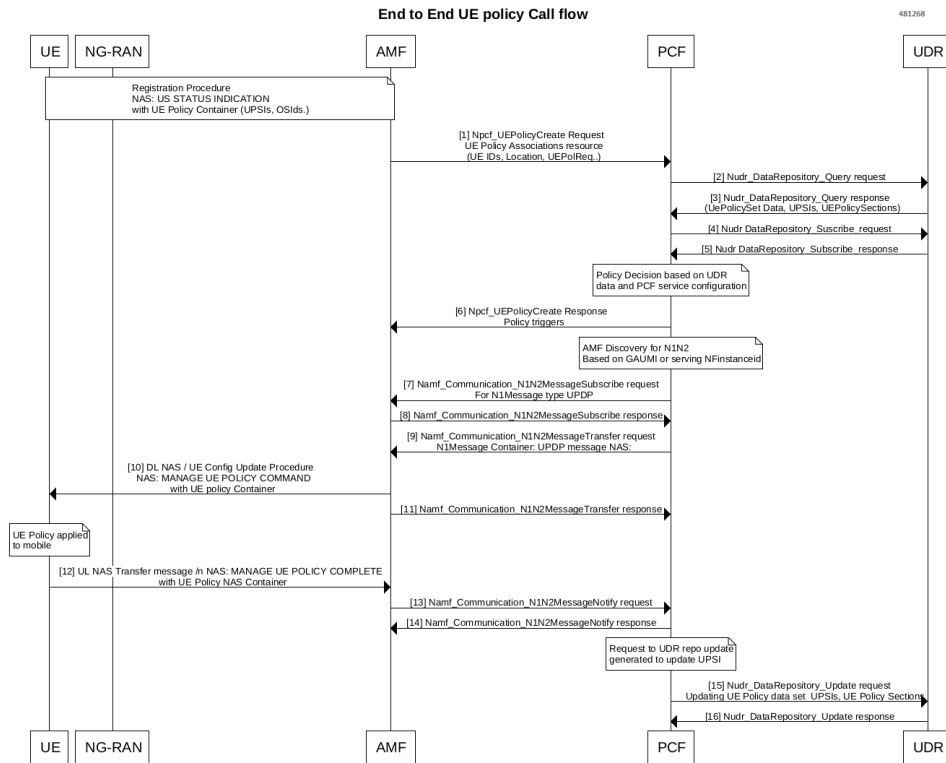 End to End UE policy Call flow
481268
UE
NG-RAN
AMF
PCF
UDR
Registration Procedure
NAS: US STATUS INDICATION
with UE Policy Container (UPSIs, OSIds.)
[1] Npcf_UEPolicyCreate Request
UE Policy Associations resource
(UE IDs, Location, UEPolReq..)
[2] Nudr_DataRepository_Query request
[3] Nudr_DataRepository_Query response
(UePolicySet Data, UPSIs, UEPolicySections)
[4] Nudr DataRepository_Suscribe_request
[5] Nudr DataRepository_Subscribe_response
Policy Decision based on UDR
data and PCF service configuration
[6] Npcf_UEPolicyCreate Response
Policy triggers
AMF Discovery for N1N2
Based on GAUMI or serving NFinstanceid
[7] Namf_Communication_N1N2MessageSubscribe request
For N1Message type UPDP
[8] Namf_Communication_N1N2MessageSubscribe response
[9] Namf_Communication_N1N2MessageTransfer request
N1Message Container: UPDP message NAS:
[10] DL NAS / UE Config Update Procedure
NAS: MANAGE UE POLICY COMMAND
with UE policy Container
[11] Namf_Communication_N1N2MessageTransfer response
UE Policy applied
to mobile
[12] UL NAS Transfer message /n NAS: MANAGE UE POLICY COMPLETE
with UE Policy NAS Container
[13] Namf_Communication_N1N2MessageNotify request
[14] Namf_Communication_N1N2MessageNotify response
Request to UDR repo update
generated to update UPSI
[15] Nudr_DataRepository_Update request
Updating UE Policy data set UPSIs, UE Policy Sections
[16] Nudr_DataRepository_Update response
UE
NG-RAN
AMF
PCF
UDR